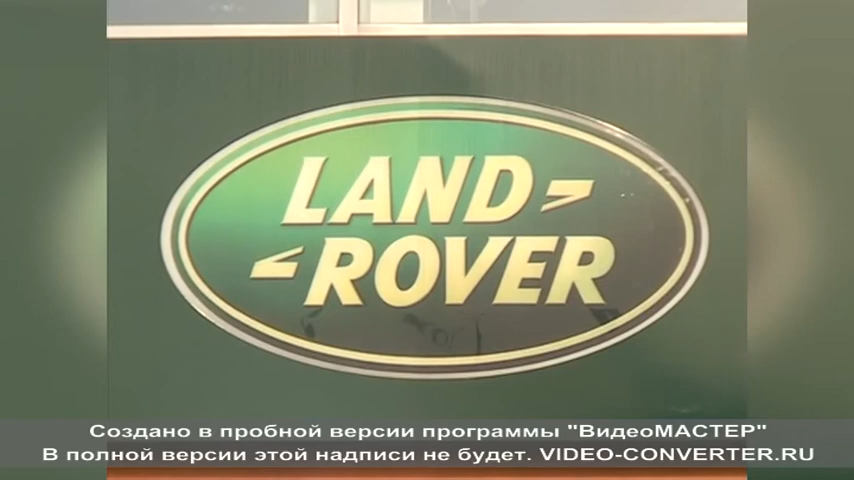 LAND
ROVER
Создано в пробной версии программы "ВидеоМАСТЕР"
В полной версии этой надписи не будет. VIDEO-CONVERTER.RU